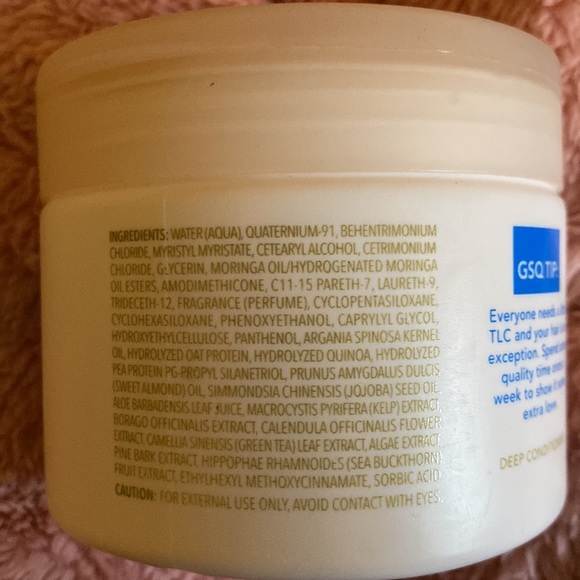 INGREDIENTS: WATER (AQUA), QUATERNIUM-91, BEHENTRIMONIUM
CHLORIDE, MYRISTYL MYRISTATE, CETEARYL ALCOHOL, CETRIMONIUM
CHLORIDE, GLYCERIN, MORINGA OIL/HYDROGENATED MORINGA
OIL ESTERS, AMODIMETHICONE, C11-15 PARETH-7, LAURETH-9,
TRIDECETH-12, FRAGRANCE (PERFUME), CYCLOPENTASILOXANE,
CYCLOHEXASILOXANE, PHENOXYETHANOL, CAPRYLYL GLYCOL,
HYDROXYETHYLCELLULOSE, PANTHENOL, ARGANIA SPINOSA KERNEL
OIL, HYDROLYZED OAT PROTEIN, HYDROLYZED QUINOA, HYDROLYZED
PEA PROTEIN PG-PROPYL SILANETRIOL, PRUNUS AMYGDALUS DULCIS
(SWEET ALMOND) OIL, SIMMONDSIA CHINENSIS (JOJOBA) SEED OIL,
ALOE BARBADENSIS LEAF JUICE, MACROCYSTIS PYRIFERA (KELP) EXTRACT,
BORAGO OFFICINALIS EXTRACT, CALENDULA OFFICINALIS FLOWER
EXTRACT, CAMELLIA SINENSIS (GREEN TEA) LEAF EXTRACT, ALGAE EXTRACT,
PINE BARK EXTRACT, HIPPOPHAE RHAMNOIDES (SEA BUCKTHORN)
FRUIT EXTRACT, ETHYLHEXYL METHOXYCINNAMATE, SORBIC ACID
CAUTION: FOR EXTERNAL USE ONLY, AVOID CONTACT WITH EYES.
GSQ TIP
Everyone needs a
TLC and your hair
exception. Spend
quality time
week to show it
extra love.
DEEP